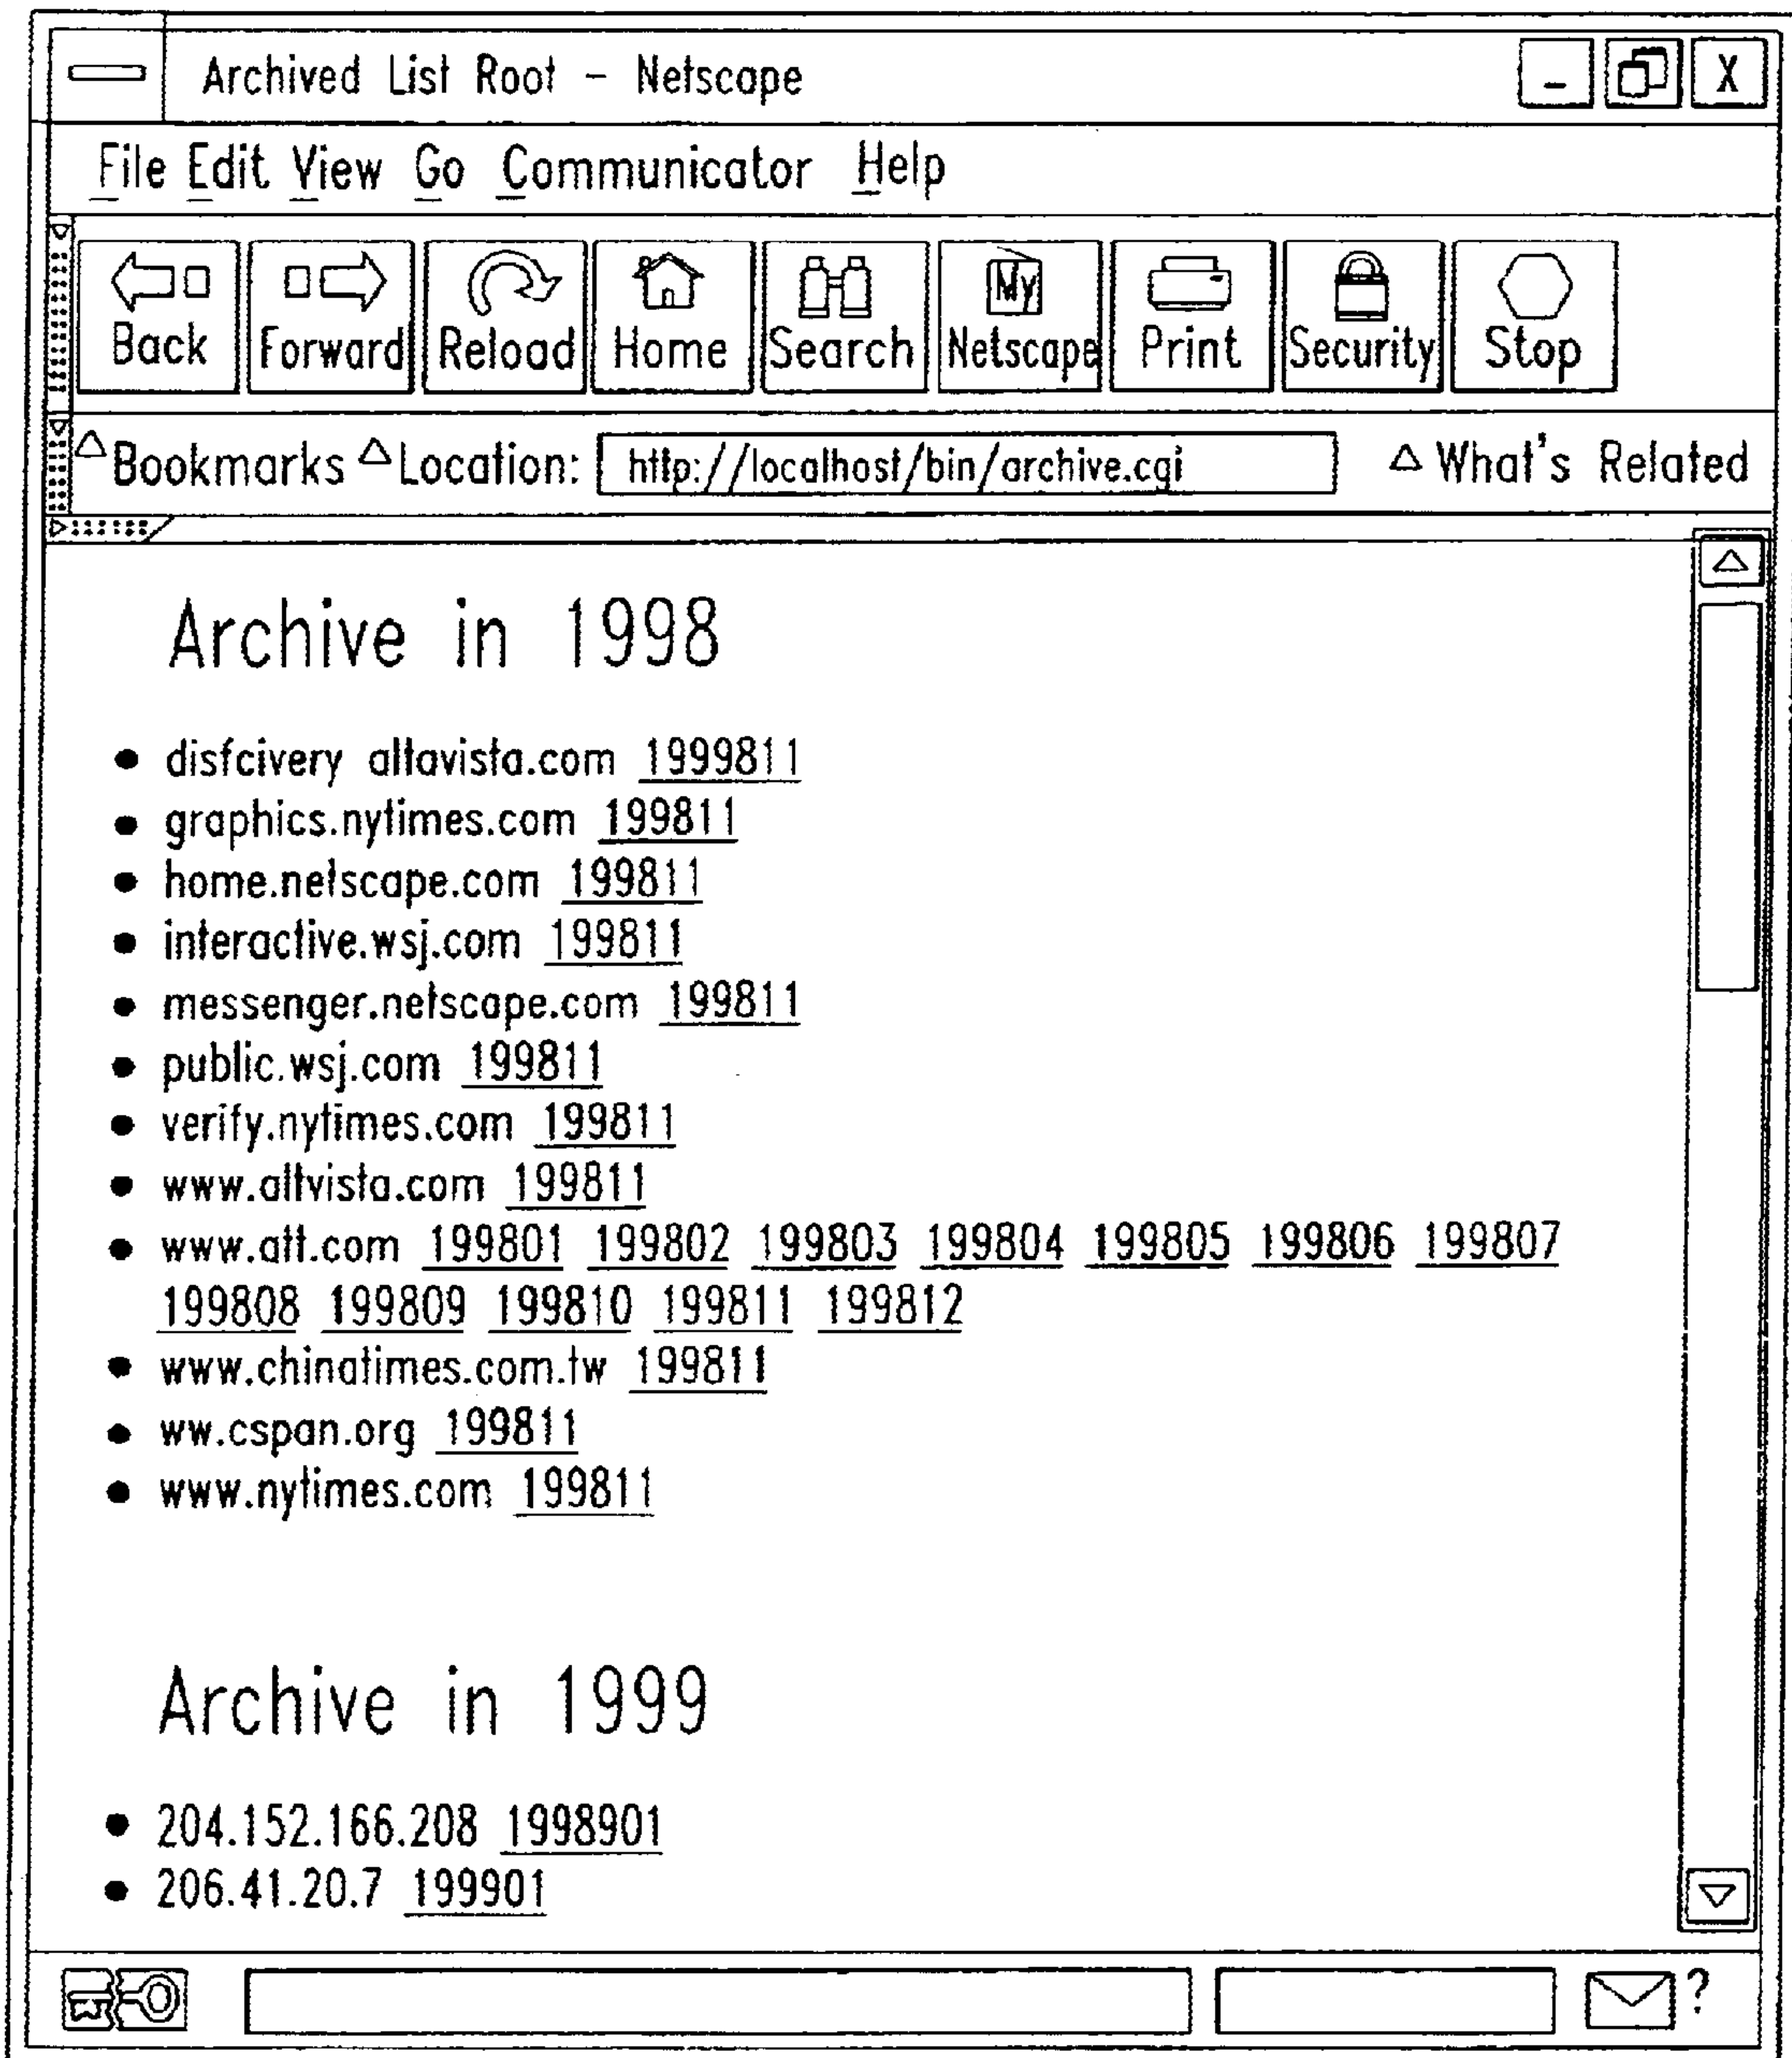 Archived List Root - Netscape
_
X
File Edit View Go Communicator Help
Back Forward Reload Home Search My Netscape Print Security Stop
Bookmarks Location: http://localhost/bin/archive.cgi What's Related
Archive in 1998
• disfcivery altavista.com 1999811
• graphics.nytimes.com 199811
• home.netscape.com 199811
• interactive.wsj.com 199811
• messenger.netscape.com 199811
• public.wsj.com 199811
• verify.nytimes.com 199811
• www.altvista.com 199811
• www.att.com 199801 199802 199803 199804 199805 199806 199807
199808 199809 199810 199811 199812
• www.chinatimes.com.tw 199811
• ww.cspan.org 199811
• www.nytimes.com 199811
Archive in 1999
• 204.152.166.208 1998901
• 206.41.20.7 199901
?